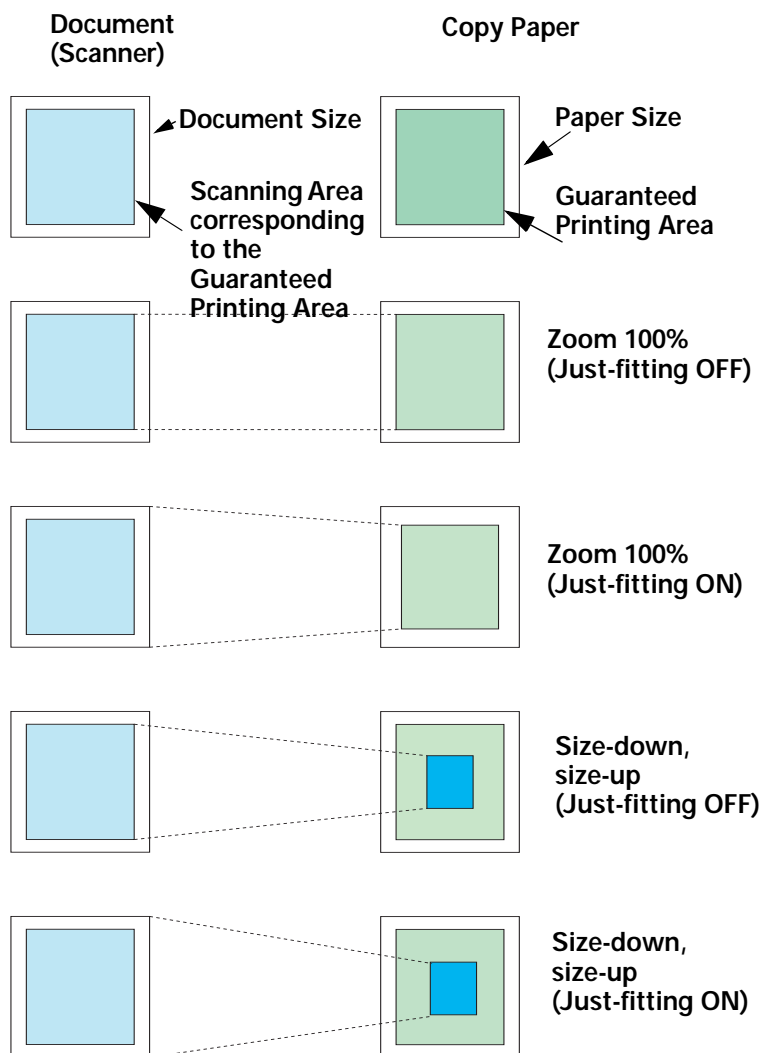 Document
(Scanner)
Copy Paper
Document Size
Paper Size
Scanning Area
corresponding
to the
Guaranteed
Printing Area
Guaranteed
Printing Area
Zoom 100%
(Just-fitting OFF)
Zoom 100%
(Just-fitting ON)
Size-down,
size-up
(Just-fitting OFF)
Size-down,
size-up
(Just-fitting ON)